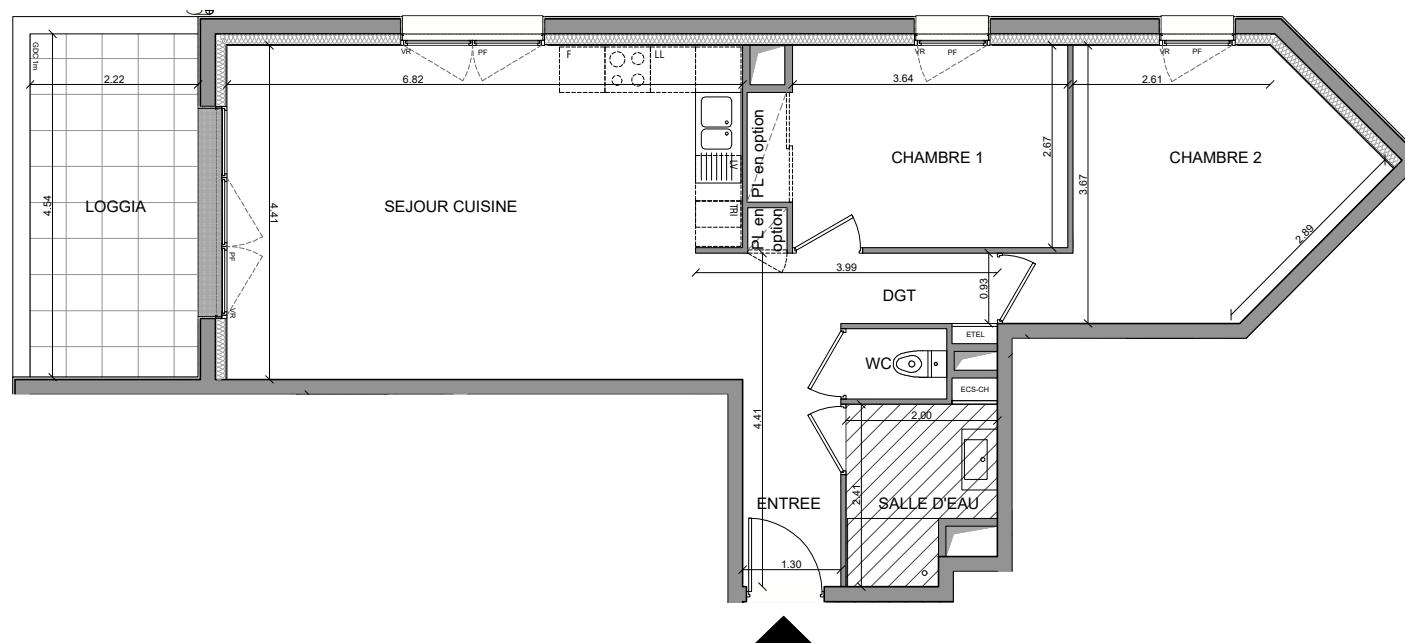 GDC 1m
VR
PF
F
LL
VR
PF
VR
PF
2.22
6.82
3.64
2.61
4.54
4.41
LOGGIA
SEJOUR CUISINE
LV
TRI
PL en option
PL en
option
CHAMBRE 1
2.67
3.67
CHAMBRE 2
2.89
PF
VR
3.99
DGT
0.93
ETEL
WC
ECS-CH
4.41
2.00
2.41
ENTREE
SALLE D'EAU
1.30